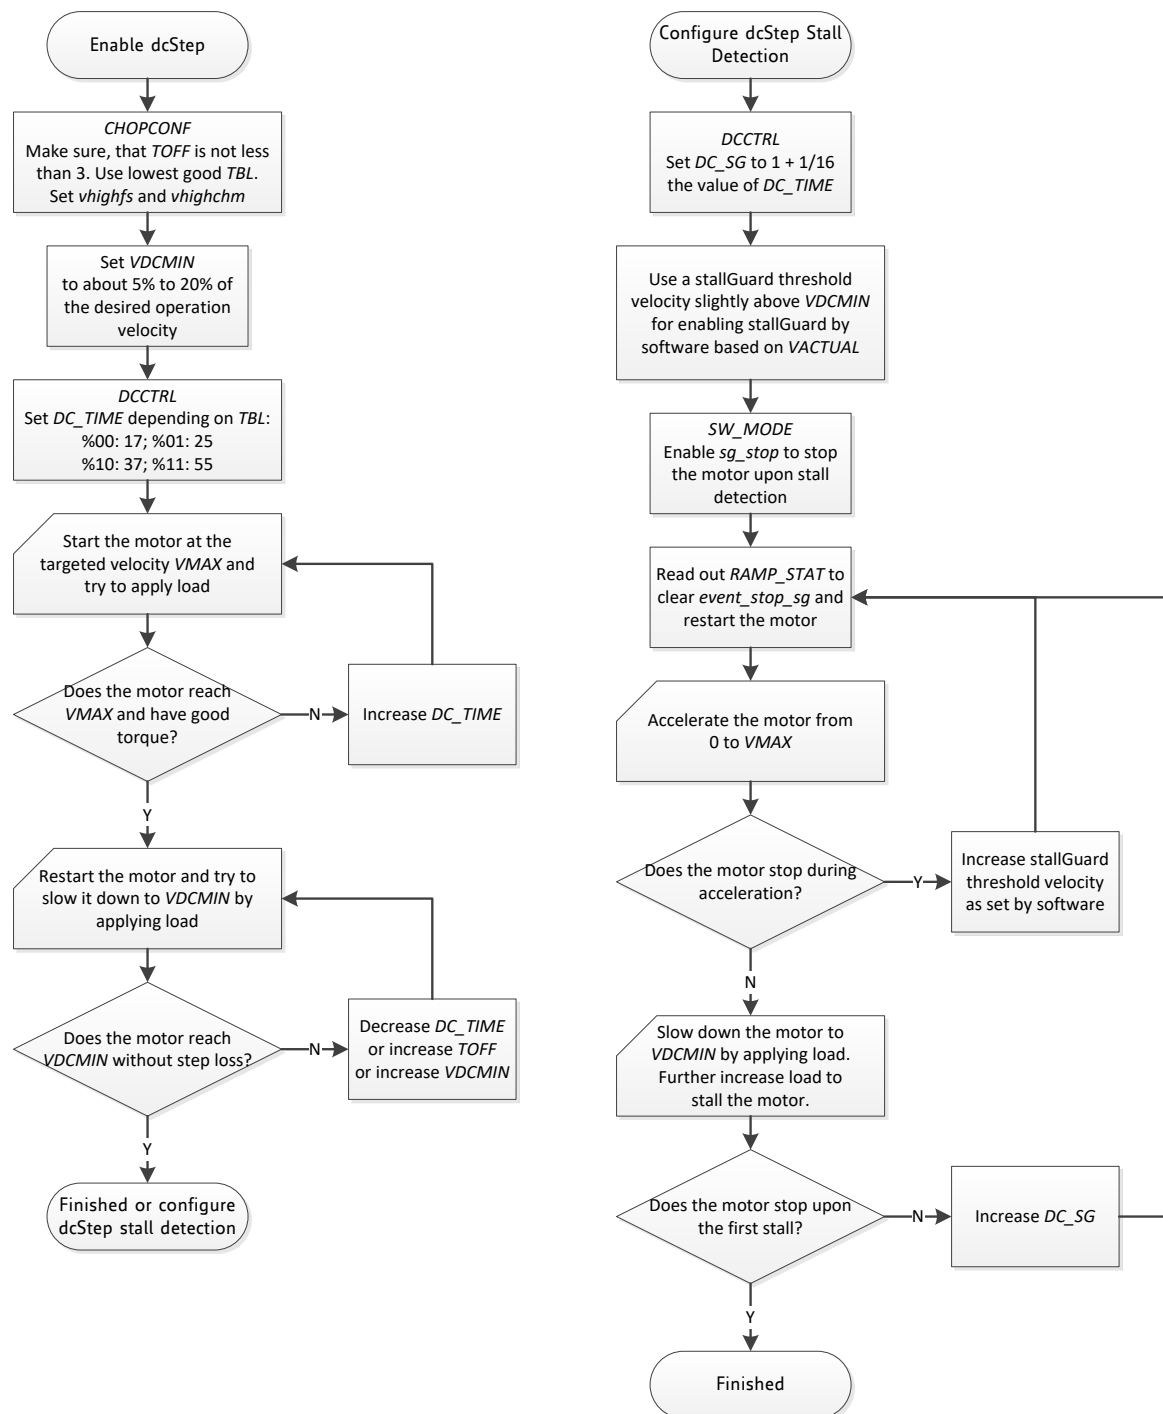 Enable dcStep
CHOPCONF
Make sure, that TOFF is not less
than 3. Use lowest good TBL.
Set vhighfs and vhighchm
Set VDCMIN
to about 5% to 20% of
the desired operation
velocity
DCCTRL
Set DC_TIME depending on TBL:
%00: 17; %01: 25
%10: 37; %11: 55
Start the motor at the
targeted velocity VMAX and
try to apply load
Does the motor reach
VMAX and have good
torque?
N
Increase DC_TIME
Y
Restart the motor and try to
slow it down to VDCMIN by
applying load
Does the motor reach
VDCMIN without step loss?
N
Decrease DC_TIME
or increase TOFF
or increase VDCMIN
Y
Finished or configure
dcStep stall detection
Configure dcStep Stall
Detection
DCCTRL
Set DC_SG to 1 + 1/16
the value of DC_TIME
Use a stallGuard threshold
velocity slightly above VDCMIN
for enabling stallGuard by
software based on VACTUAL
SW_MODE
Enable sg_stop to stop
the motor upon stall
detection
Read out RAMP_STAT to
clear event_stop_sg and
restart the motor
Accelerate the motor from
0 to VMAX
Does the motor stop during
acceleration?
Y
Increase stallGuard
threshold velocity
as set by software
N
Slow down the motor to
VDCMIN by applying load.
Further increase load to
stall the motor.
Does the motor stop upon
the first stall?
N
Increase DC_SG
Y
Finished